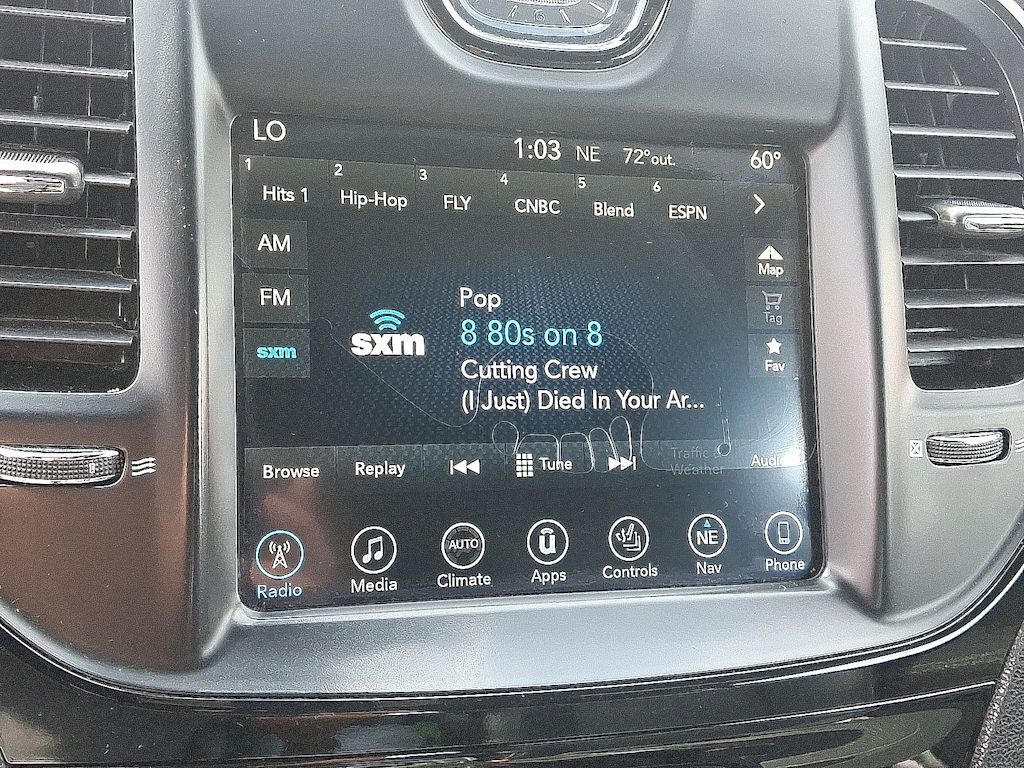 LO 1:03 NE 72°out. 60°
1 2 3 4 5 6
Hits 1 Hip-Hop FLY CNBC Blend ESPN
AM
FM
sxm
sxm
Pop
8 80s on 8
Cutting Crew
(I Just) Died In Your Ar...
Map
Tag
Fav
Browse Replay Tune Traffic & Weather Audio
AUTO NE
Radio Media Climate Apps Controls Nav Phone